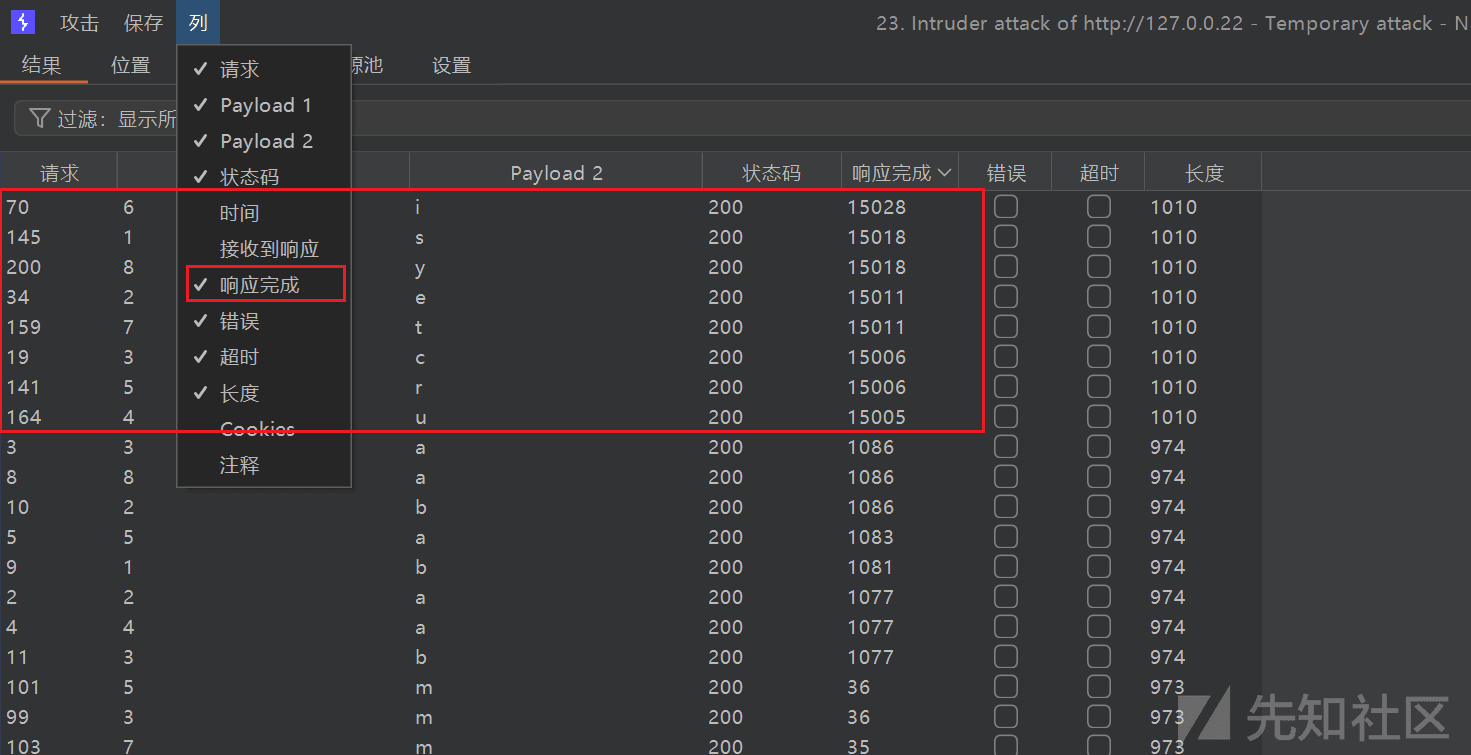 攻击 保存 列 23. Intruder attack of http://127.0.0.22 - Temporary attack - N
结果 位置 源池 设置
过滤：显示所
请求
Payload 1
Payload 2
状态码
时间
接收到响应
响应完成
错误
超时
长度
Cookies
注释
请求 Payload 2 状态码 响应完成 错误 超时 长度
70 6 i 200 15028 1010
145 1 s 200 15018 1010
200 8 y 200 15018 1010
34 2 e 200 15011 1010
159 7 t 200 15011 1010
19 3 c 200 15006 1010
141 5 r 200 15006 1010
164 4 u 200 15005 1010
3 3 a 200 1086 974
8 8 a 200 1086 974
10 2 b 200 1086 974
5 5 a 200 1083 974
9 1 b 200 1081 974
2 2 a 200 1077 974
4 4 a 200 1077 974
11 3 b 200 1077 974
101 5 m 200 36 973
99 3 m 200 36 973
103 7 m 200 35 973
先知社区